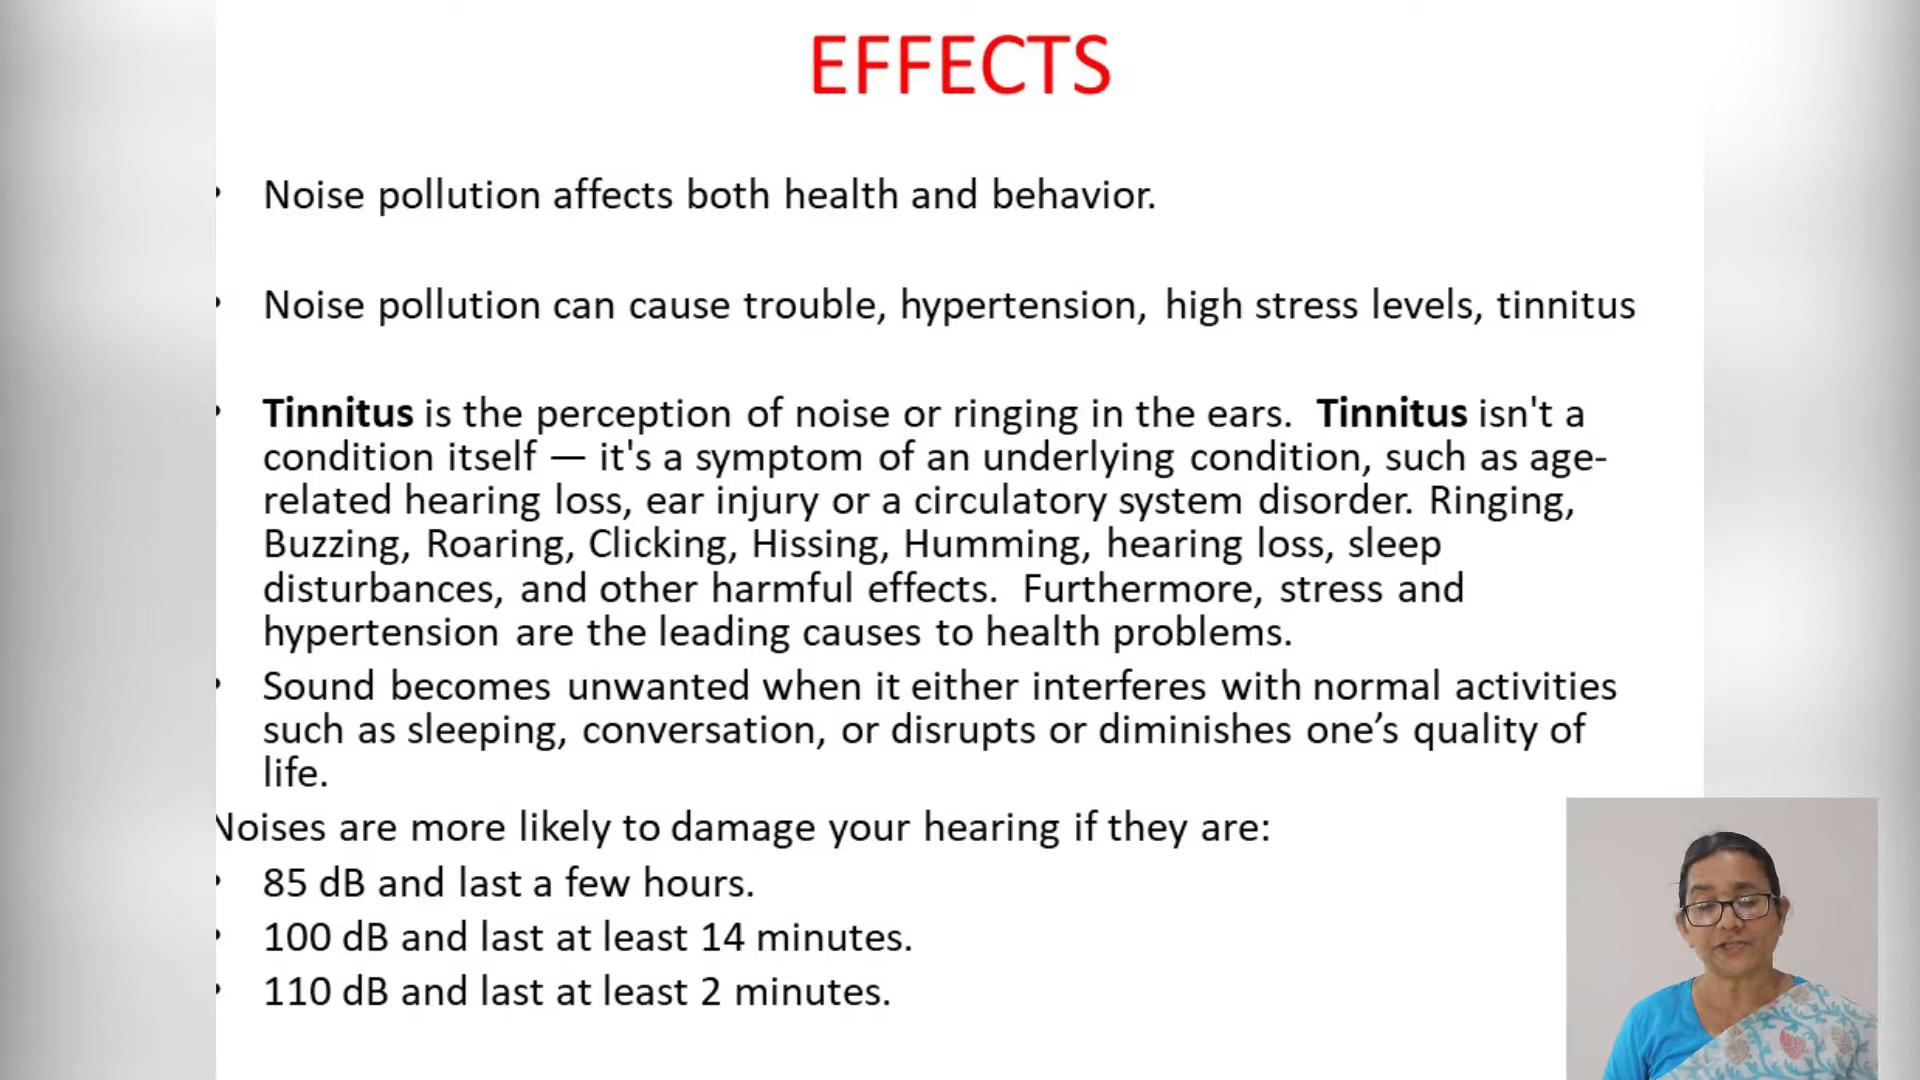 EFFECTS
• Noise pollution affects both health and behavior.
• Noise pollution can cause trouble, hypertension, high stress levels, tinnitus
• Tinnitus is the perception of noise or ringing in the ears. Tinnitus isn't a
condition itself — it's a symptom of an underlying condition, such as age-
related hearing loss, ear injury or a circulatory system disorder. Ringing,
Buzzing, Roaring, Clicking, Hissing, Humming, hearing loss, sleep
disturbances, and other harmful effects. Furthermore, stress and
hypertension are the leading causes to health problems.
• Sound becomes unwanted when it either interferes with normal activities
such as sleeping, conversation, or disrupts or diminishes one’s quality of
life.
Noises are more likely to damage your hearing if they are:
• 85 dB and last a few hours.
• 100 dB and last at least 14 minutes.
• 110 dB and last at least 2 minutes.